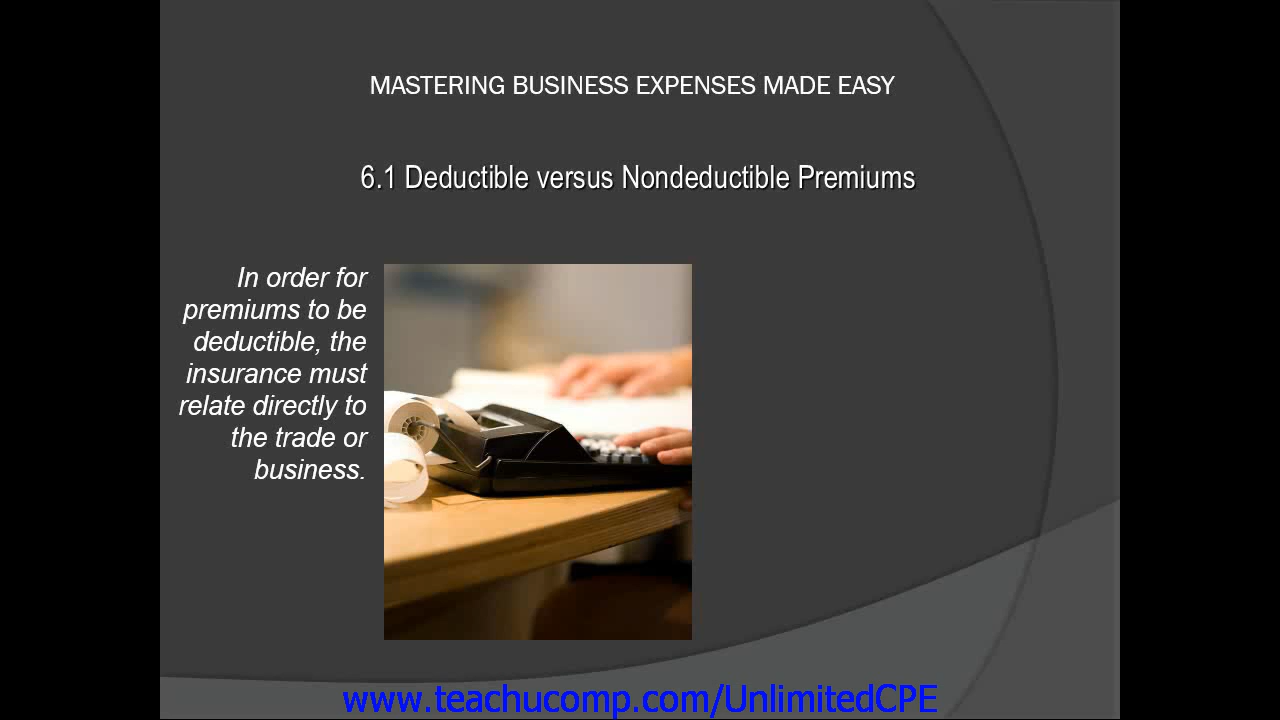 MASTERING BUSINESS EXPENSES MADE EASY
6.1 Deductible versus Nondeductible Premiums
In order for
premiums to be
deductible, the
insurance must
relate directly to
the trade or
business.
www.teachucomp.com/UnlimitedCPE